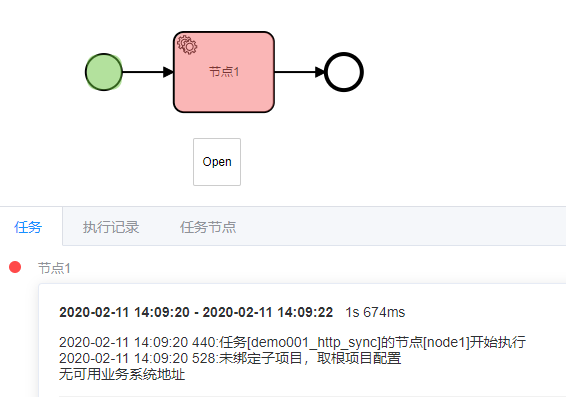 节点1
Open
任务 执行记录 任务节点
节点1
2020-02-11 14:09:20 - 2020-02-11 14:09:22 1s 674ms
2020-02-11 14:09:20 440:任务[demo001_http_sync]的节点[node1]开始执行
2020-02-11 14:09:20 528:未绑定子项目，取根项目配置
无可用业务系统地址